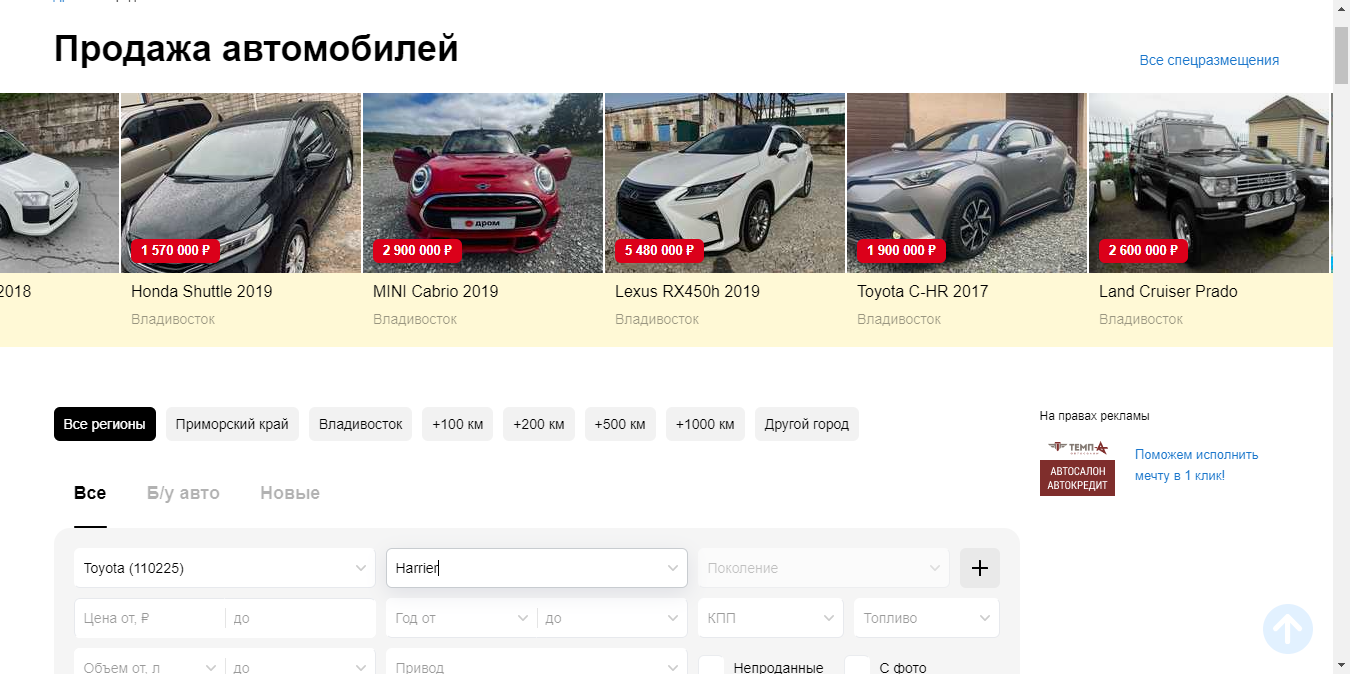 Продажа автомобилей
Все спецразмещения
1 570 000 ₽
2 900 000 ₽
дром
5 480 000 ₽
1 900 000 ₽
2 600 000 ₽
2018
Honda Shuttle 2019
MINI Cabrio 2019
Lexus RX450h 2019
Toyota C-HR 2017
Land Cruiser Prado
Владивосток
Владивосток
Владивосток
Владивосток
Владивосток
Все регионы
Приморский край
Владивосток
+100 км
+200 км
+500 км
+1000 км
Другой город
На правах рекламы
ТЕМП А
АВТОСАЛОН
АВТОКРЕДИТ
Поможем исполнить
мечту в 1 клик!
Все
Б/у авто
Новые
Toyota (110225)
Harrier
Поколение
Цена от, ₽
до
Год от
до
КПП
Топливо
Объем от, л
до
Привод
Непроданные
С фото